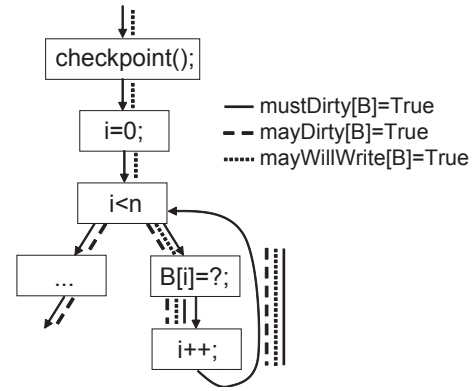 checkpoint();
i=0;
mustDirty[B]=True
mayDirty[B]=True
mayWillWrite[B]=True
i<n
...
B[i]=?;
i++;